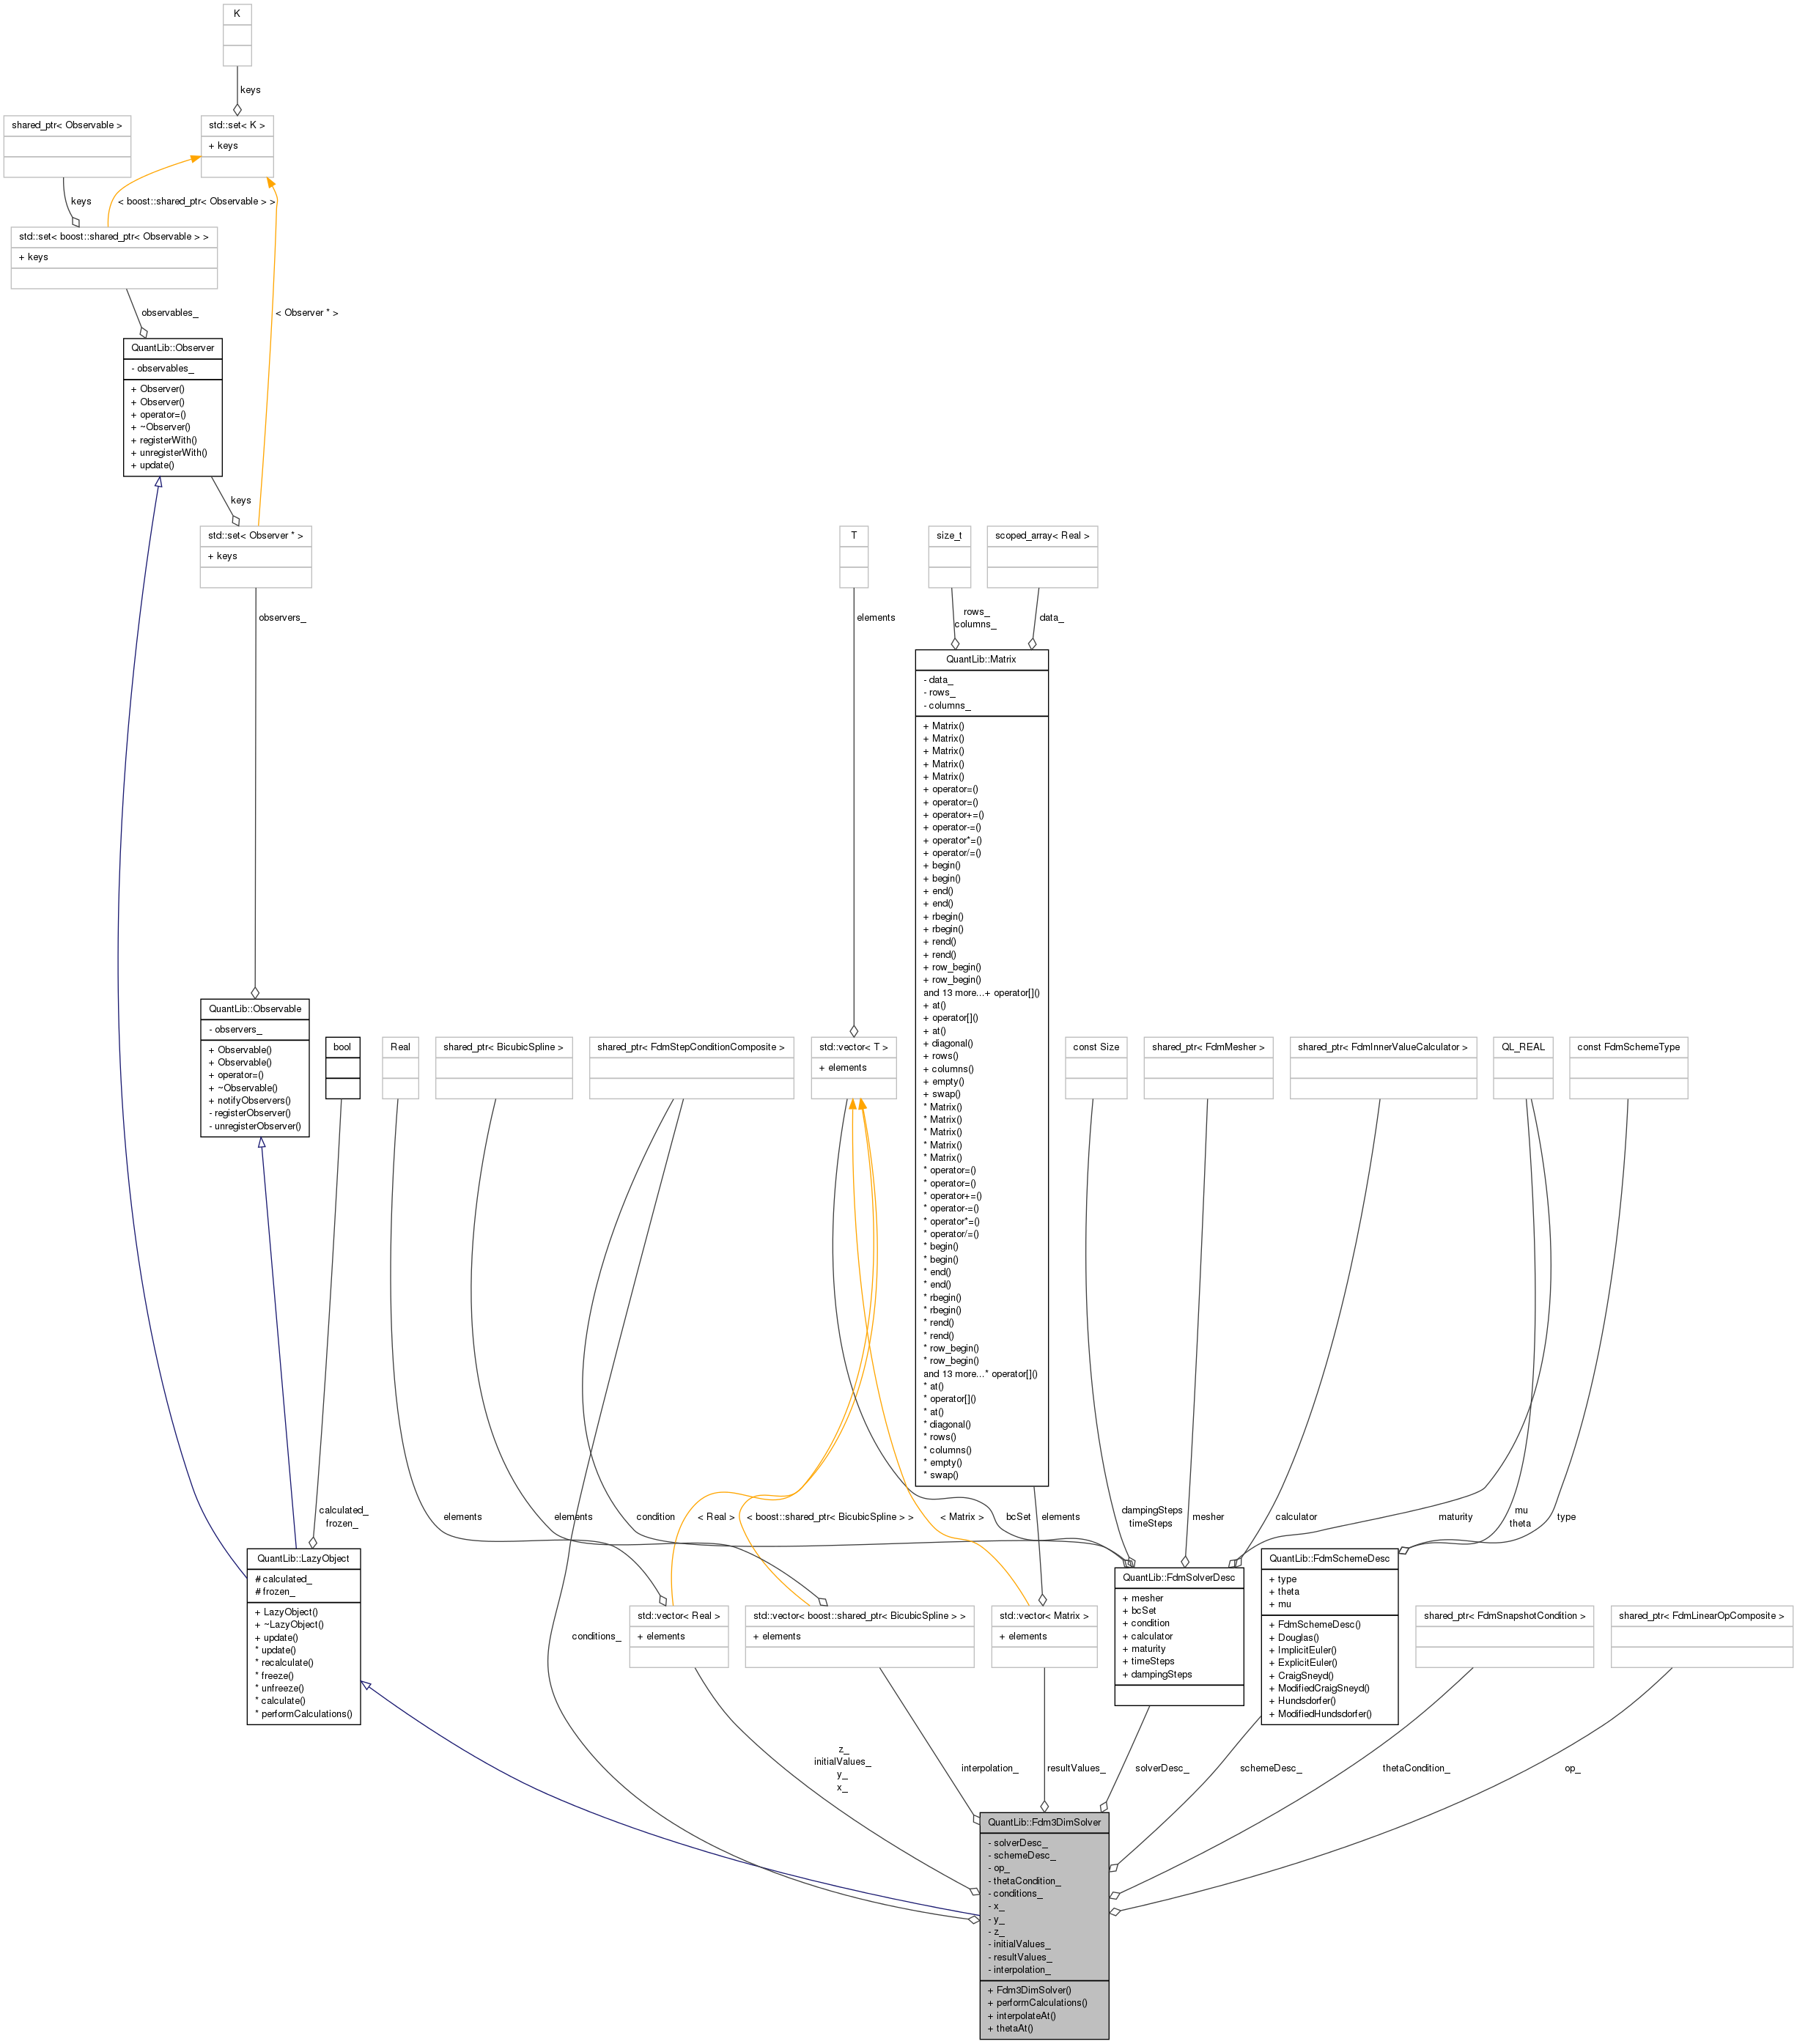 K
keys
shared_ptr< Observable >
std::set< K >
+ keys
keys
< boost::shared_ptr< Observable > >
std::set< boost::shared_ptr< Observable > >
+ keys
observables_
< Observer * >
QuantLib::Observer
- observables_
+ Observer()
+ Observer()
+ operator=()
+ ~Observer()
+ registerWith()
+ unregisterWith()
+ update()
keys
std::set< Observer * >
+ keys
observers_
T
elements
size_t
scoped_array< Real >
rows_
columns_
data_
QuantLib::Matrix
- data_
- rows_
- columns_
+ Matrix()
+ Matrix()
+ Matrix()
+ Matrix()
+ Matrix()
+ operator=()
+ operator=()
+ operator+=()
+ operator-=()
+ operator*=()
+ operator/=()
+ begin()
+ begin()
+ end()
+ end()
+ rbegin()
+ rbegin()
+ rend()
+ rend()
+ row_begin()
+ row_begin()
and 13 more...+ operator[]()
+ at()
+ operator[]()
+ at()
+ diagonal()
+ rows()
+ columns()
+ empty()
+ swap()
* Matrix()
* Matrix()
* Matrix()
* Matrix()
* Matrix()
* operator=()
* operator=()
* operator+=()
* operator-=()
* operator*=()
* operator/=()
* begin()
* begin()
* end()
* end()
* rbegin()
* rbegin()
* rend()
* rend()
* row_begin()
* row_begin()
and 13 more...* operator[]()
* at()
* operator[]()
* at()
* diagonal()
* rows()
* columns()
* empty()
* swap()
QuantLib::Observable
- observers_
+ Observable()
+ Observable()
+ operator=()
+ ~Observable()
+ notifyObservers()
- registerObserver()
- unregisterObserver()
bool
Real
shared_ptr< BicubicSpline >
shared_ptr< FdmStepConditionComposite >
std::vector< T >
+ elements
const Size
shared_ptr< FdmMesher >
shared_ptr< FdmInnerValueCalculator >
QL_REAL
const FdmSchemeType
calculated_
frozen_
elements
elements
condition
< Real >
< boost::shared_ptr< BicubicSpline > >
< Matrix >
bcSet
elements
dampingSteps
timeSteps
mesher
calculator
maturity
mu
theta
type
QuantLib::LazyObject
# calculated_
# frozen_
+ LazyObject()
+ ~LazyObject()
+ update()
* update()
* recalculate()
* freeze()
* unfreeze()
* calculate()
* performCalculations()
conditions_
std::vector< Real >
+ elements
std::vector< boost::shared_ptr< BicubicSpline > >
+ elements
std::vector< Matrix >
+ elements
QuantLib::FdmSolverDesc
+ mesher
+ bcSet
+ condition
+ calculator
+ maturity
+ timeSteps
+ dampingSteps
QuantLib::FdmSchemeDesc
+ type
+ theta
+ mu
+ FdmSchemeDesc()
+ Douglas()
+ ImplicitEuler()
+ ExplicitEuler()
+ CraigSneyd()
+ ModifiedCraigSneyd()
+ Hundsdorfer()
+ ModifiedHundsdorfer()
shared_ptr< FdmSnapshotCondition >
shared_ptr< FdmLinearOpComposite >
z_
initialValues_
y_
x_
interpolation_
resultValues_
solverDesc_
schemeDesc_
thetaCondition_
op_
QuantLib::Fdm3DimSolver
- solverDesc_
- schemeDesc_
- op_
- thetaCondition_
- conditions_
- x_
- y_
- z_
- initialValues_
- resultValues_
- interpolation_
+ Fdm3DimSolver()
+ performCalculations()
+ interpolateAt()
+ thetaAt()